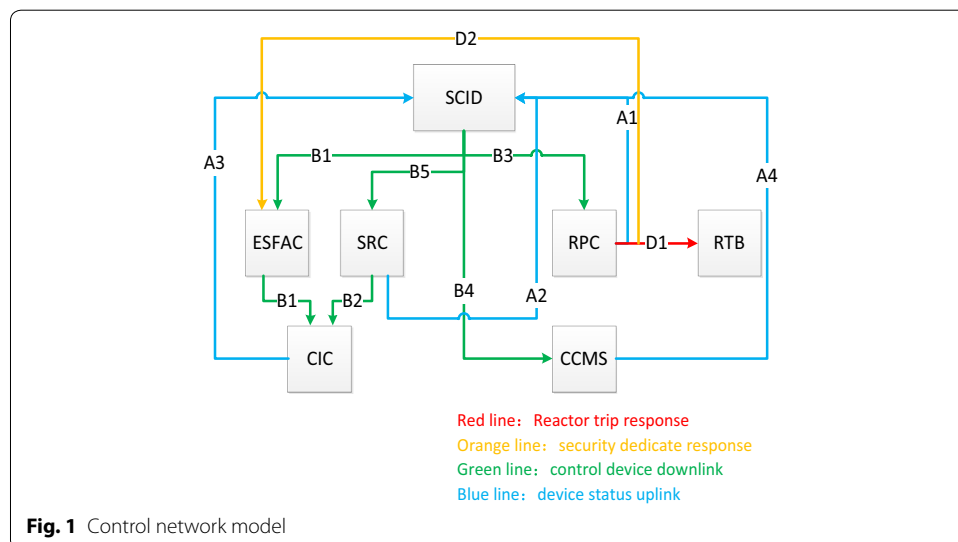 D2
SCID
A1
A3
B1
B3
A4
B5
ESFAC
SRC
RPC
D1
RTB
B1
B2
B4
A2
CIC
CCMS
Red line：Reactor trip response
Orange line：security dedicate response
Green line：control device downlink
Blue line：device status uplink
Fig. 1 Control network model